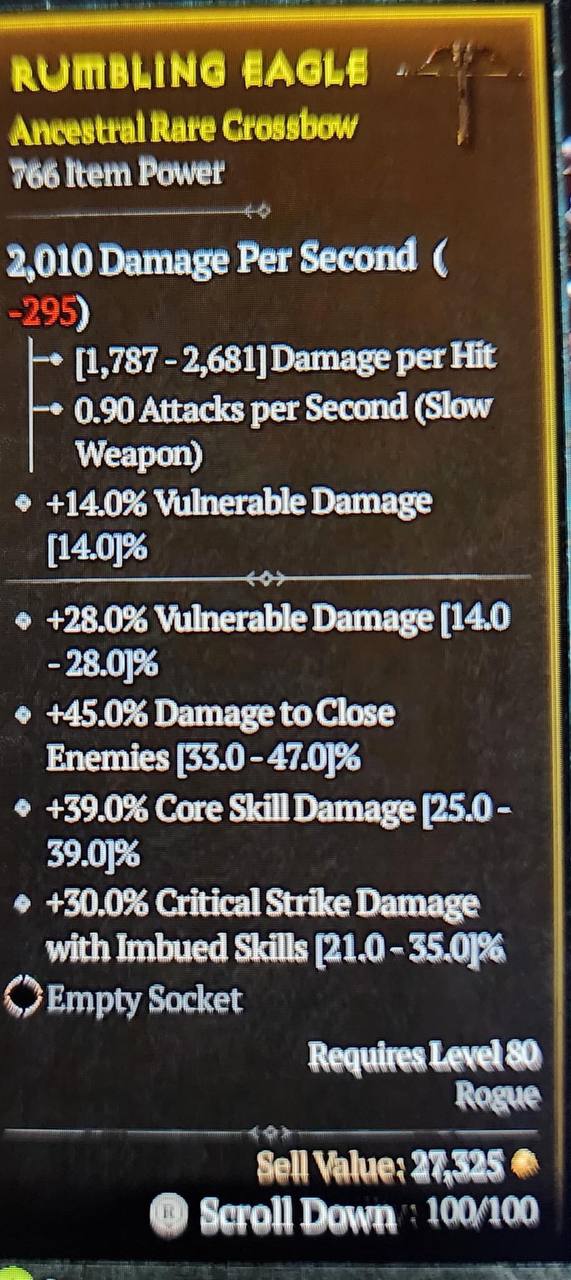 RUMBLING EAGLE
Ancestral Rare Crossbow
766 Item Power
2,010 Damage Per Second (
-295)
[1,787 - 2,681] Damage per Hit
0.90 Attacks per Second (Slow
Weapon)
+14.0% Vulnerable Damage
[14.0]%
+28.0% Vulnerable Damage [14.0
- 28.0]%
+45.0% Damage to Close
Enemies [33.0 - 47.0]%
+39.0% Core Skill Damage [25.0 -
39.0]%
+30.0% Critical Strike Damage
with Imbued Skills [21.0 - 35.0]%
Empty Socket
Requires Level 80
Rogue
Sell Value: 27,325
R Scroll Down : 100/100